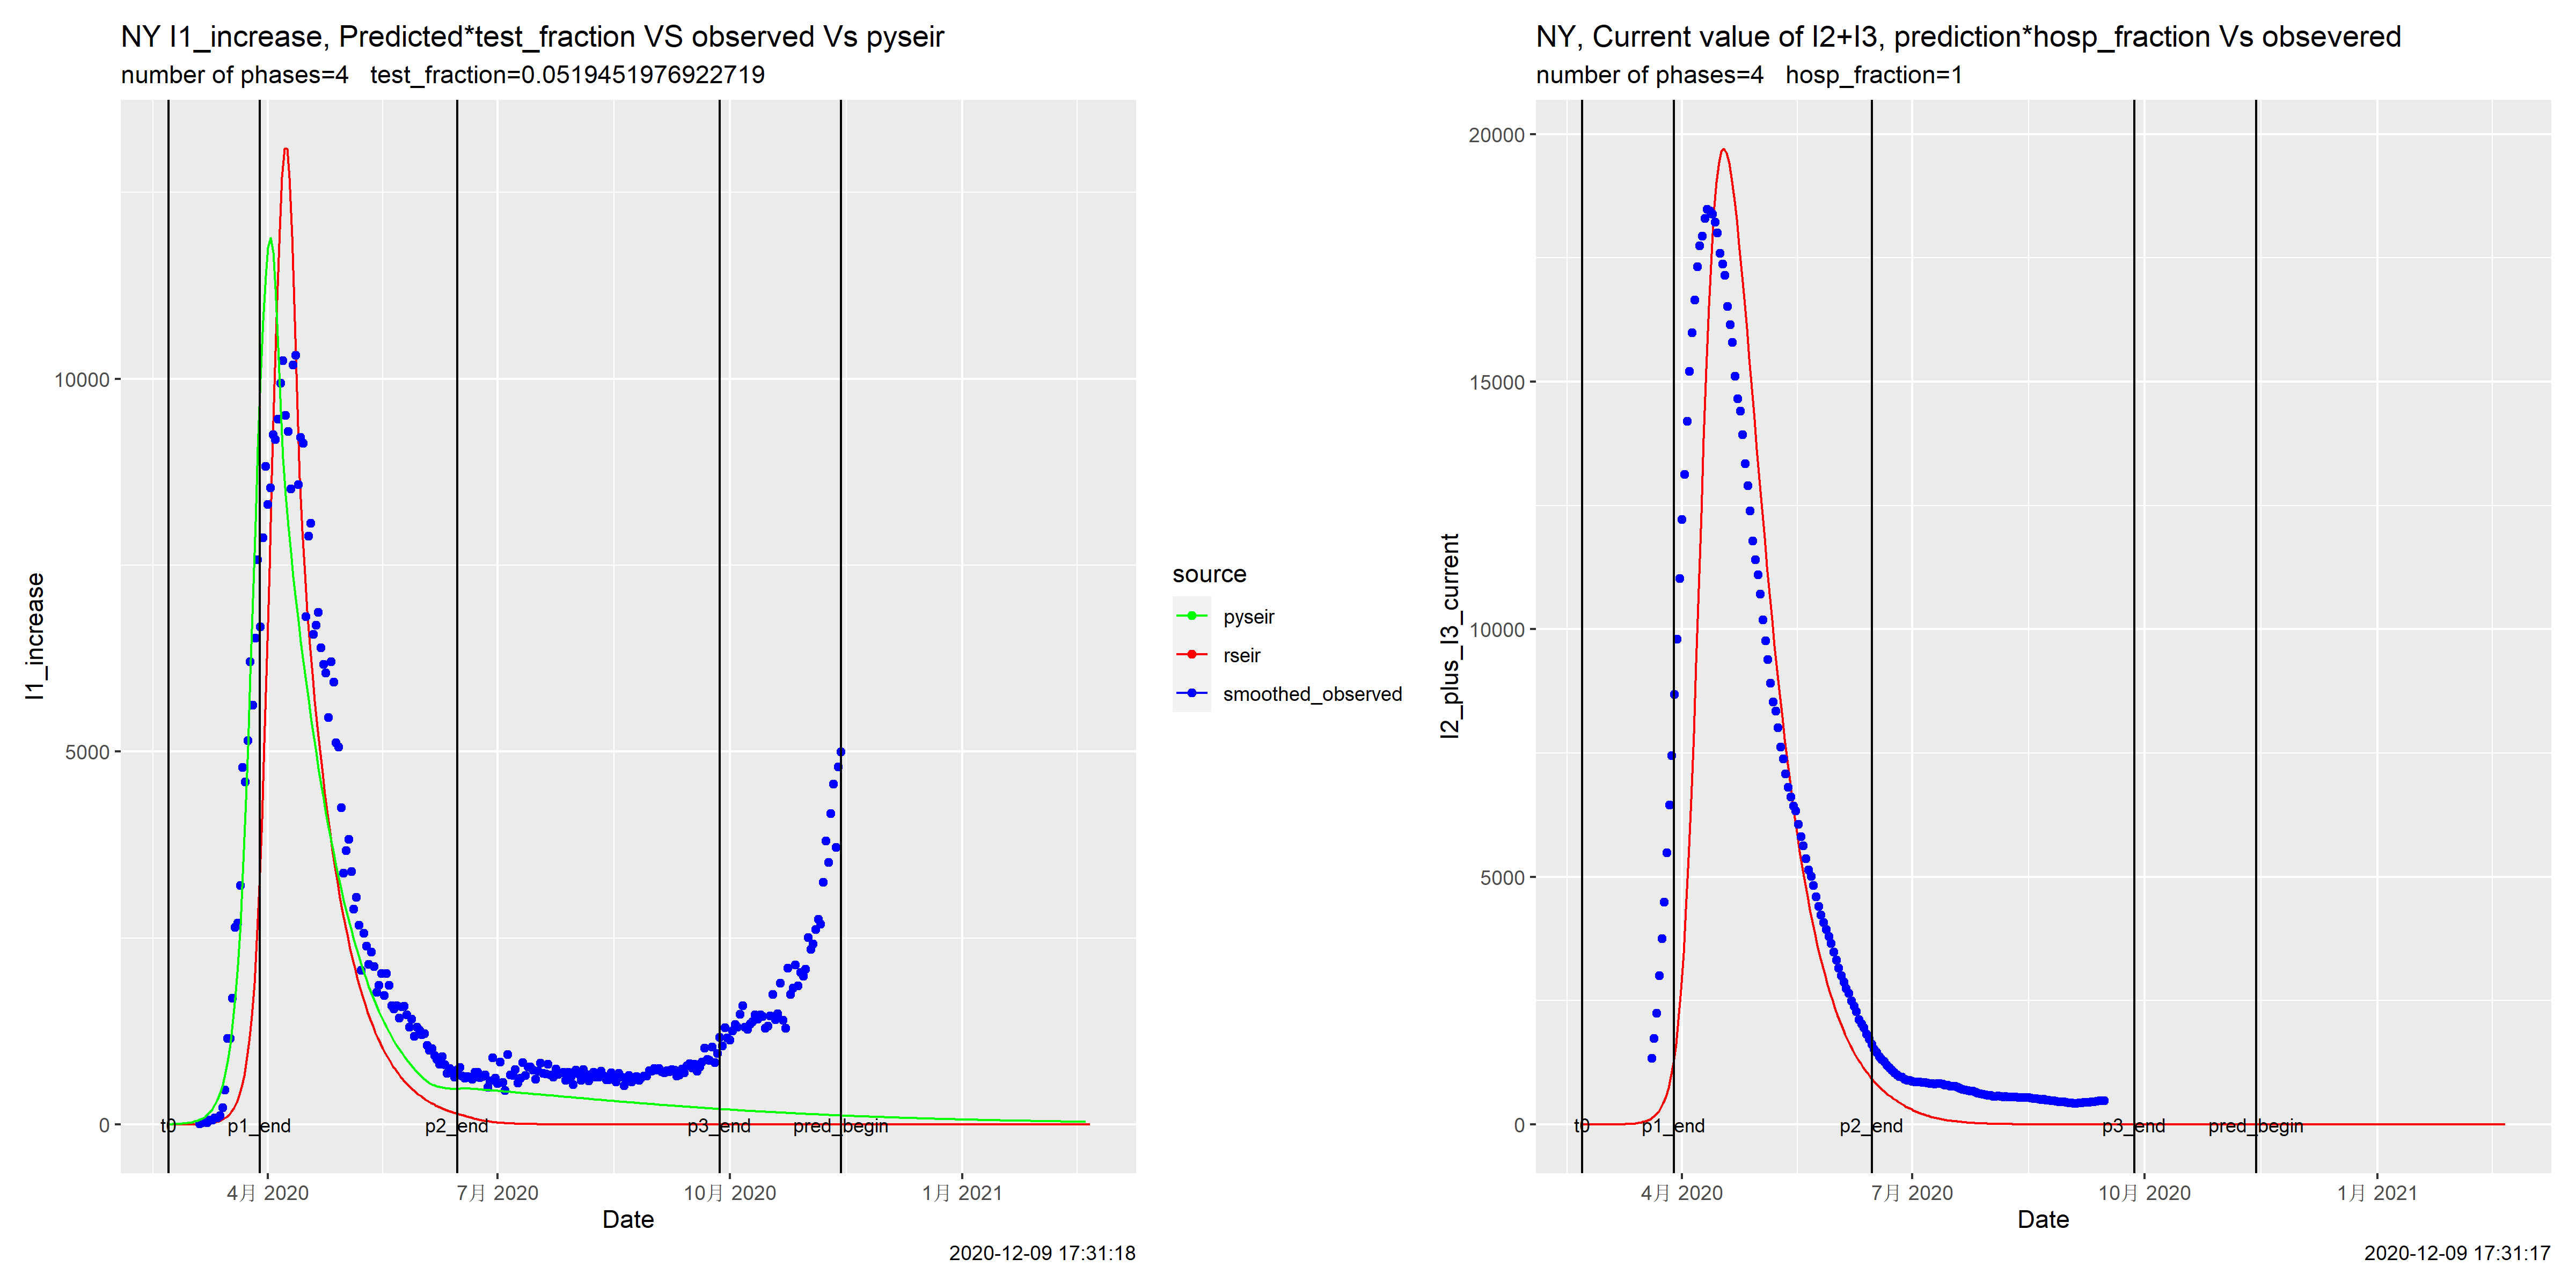 NY I1_increase, Predicted*test_fraction VS observed Vs pyseir
number of phases=4   test_fraction=0.0519451976922719
I1_increase
10000
5000
0
t0
p1_end
p2_end
p3_end
pred_begin
4月 2020
7月 2020
10月 2020
1月 2021
Date
2020-12-09 17:31:18
source
pyseir
rseir
smoothed_observed
NY, Current value of I2+I3, prediction*hosp_fraction Vs obsevered
number of phases=4   hosp_fraction=1
I2_plus_I3_current
20000
15000
10000
5000
0
t0
p1_end
p2_end
p3_end
pred_begin
4月 2020
7月 2020
10月 2020
1月 2021
Date
2020-12-09 17:31:17